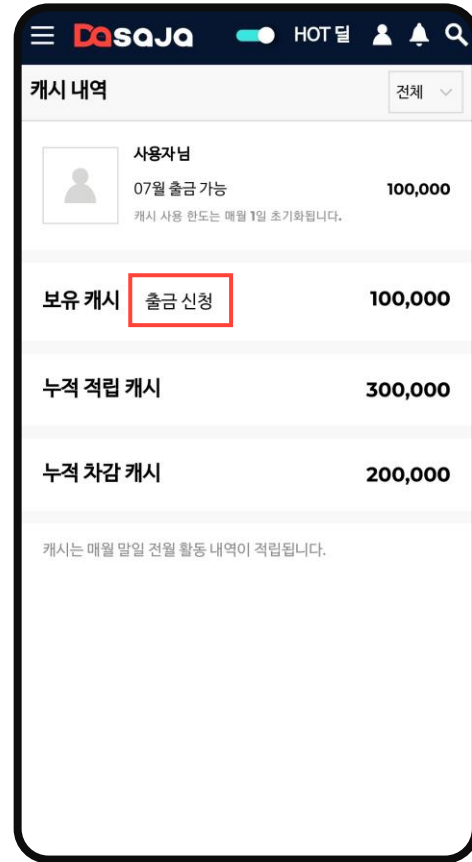 Dasaja HOT 딜
캐시 내역
전체
사용자님
07월 출금 가능 100,000
캐시 사용 한도는 매월 1일 초기화됩니다.
보유 캐시 출금 신청 100,000
누적 적립 캐시 300,000
누적 차감 캐시 200,000
캐시는 매월 말일 전월 활동 내역이 적립됩니다.